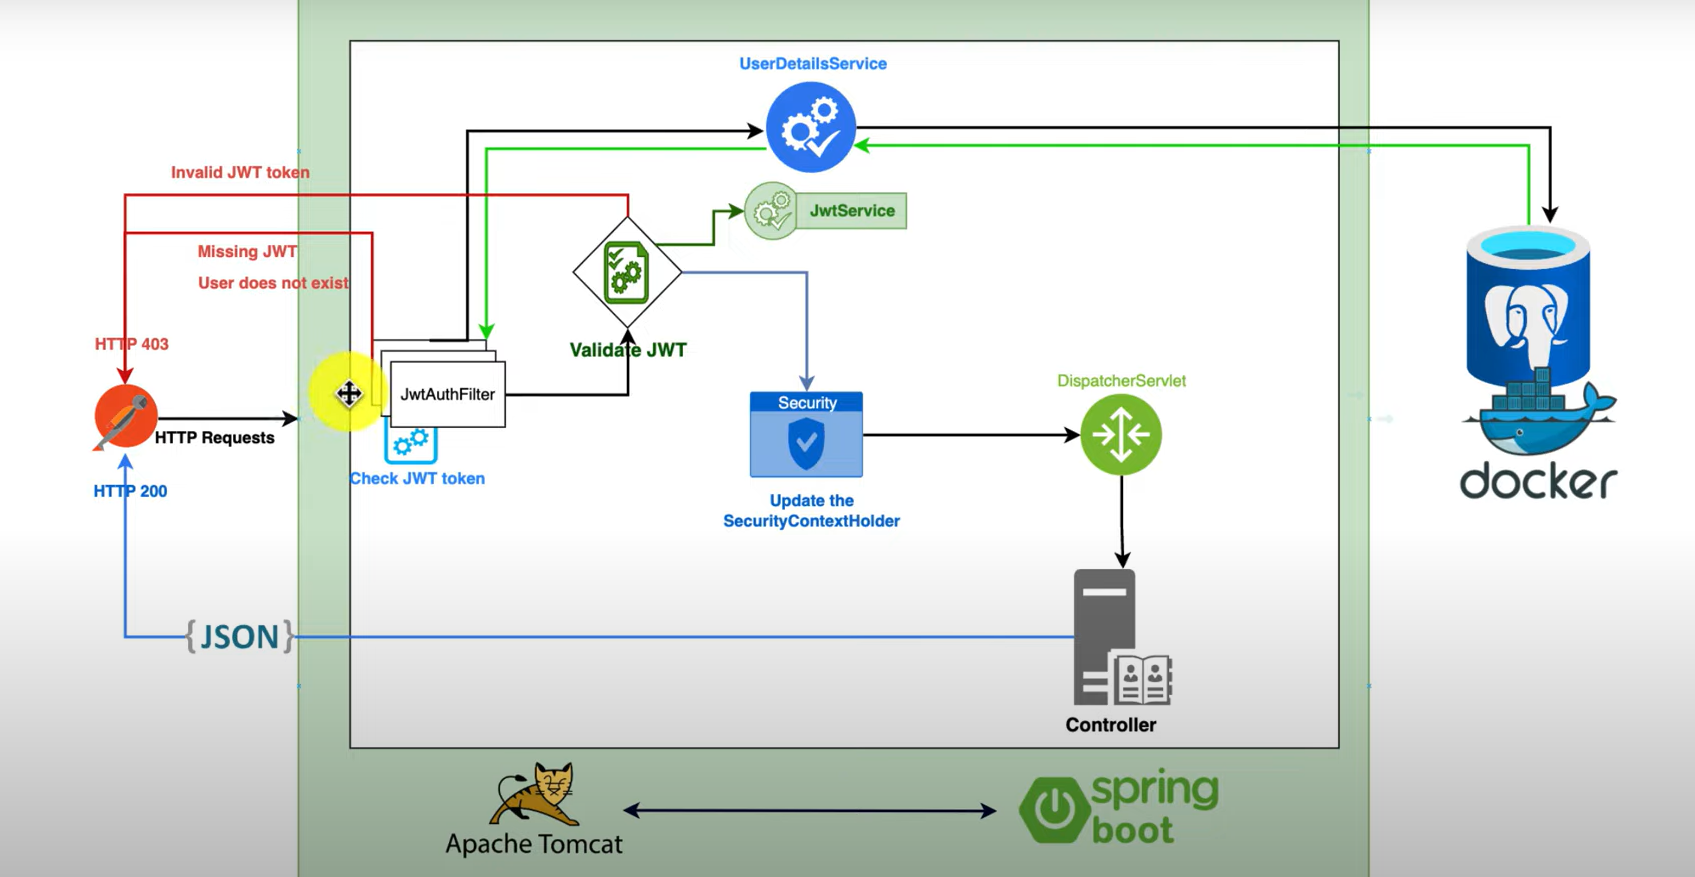 UserDetailsService
Invalid JWT token
JwtService
Missing JWT
User does not exist
HTTP 403
Validate JWT
JwtAuthFilter
DispatcherServlet
Security
HTTP Requests
Check JWT token
HTTP 200
docker
Update the
SecurityContextHolder
{JSON}
Controller
Apache Tomcat
spring
boot